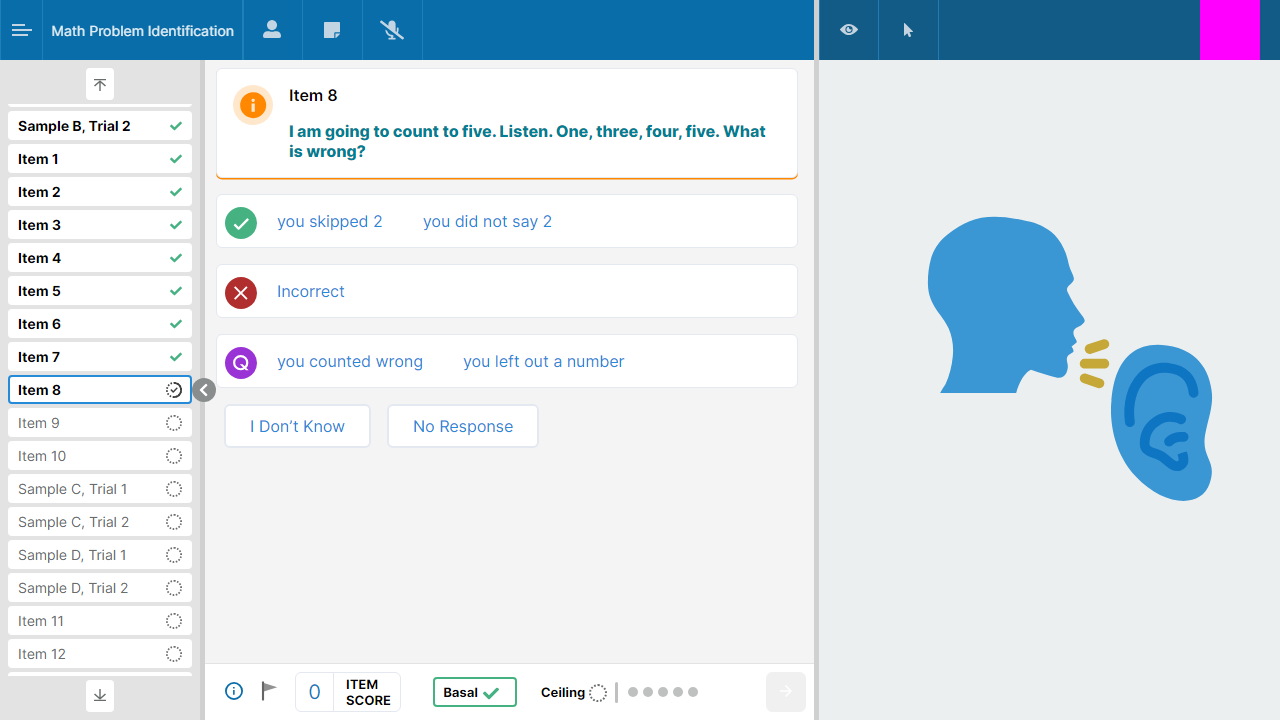 Math Problem Identification
Sample B, Trial 2
Item 1
Item 2
Item 3
Item 4
Item 5
Item 6
Item 7
Item 8
Item 9
Item 10
Sample C, Trial 1
Sample C, Trial 2
Sample D, Trial 1
Sample D, Trial 2
Item 11
Item 12
Item 8
I am going to count to five. Listen. One, three, four, five. What
is wrong?
you skipped 2 you did not say 2
Incorrect
Q you counted wrong you left out a number
I Don’t Know No Response
0 ITEM
SCORE
Basal
Ceiling